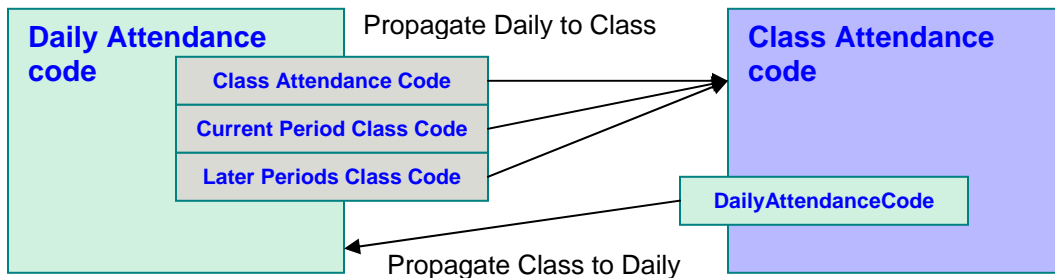 Daily Attendance
code
Propagate Daily to Class
Class Attendance
code
Class Attendance Code
Current Period Class Code
Later Periods Class Code
DailyAttendanceCode
Propagate Class to Daily